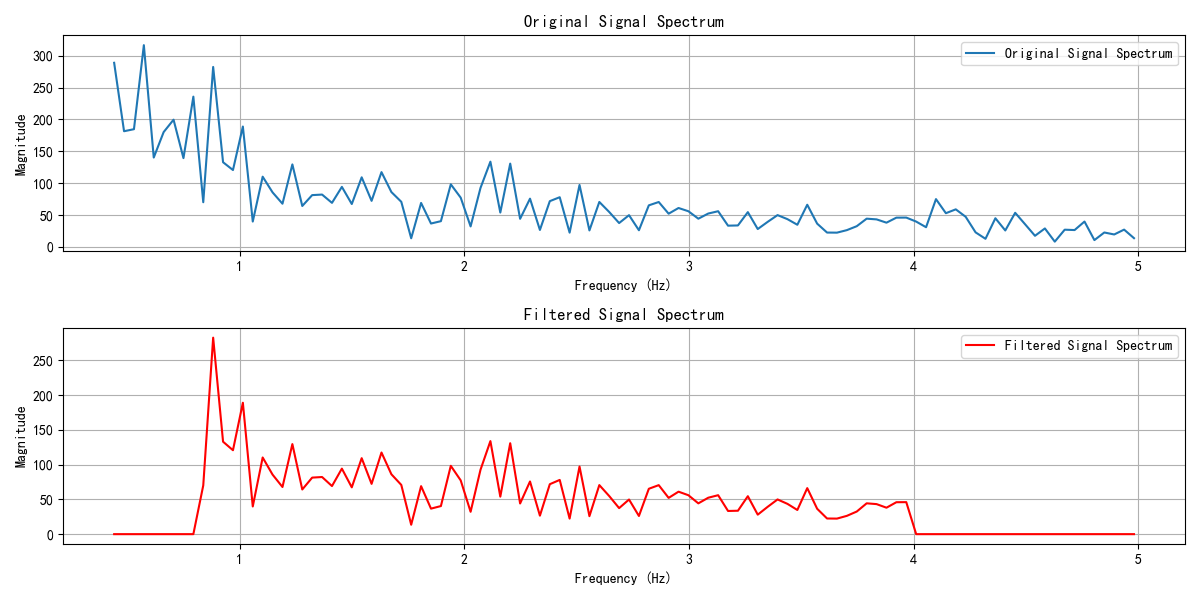 Original Signal Spectrum
Original Signal Spectrum
Magnitude
300
250
200
150
100
50
0
1
2
3
4
5
Frequency (Hz)
Filtered Signal Spectrum
Filtered Signal Spectrum
Magnitude
250
200
150
100
50
0
1
2
3
4
5
Frequency (Hz)